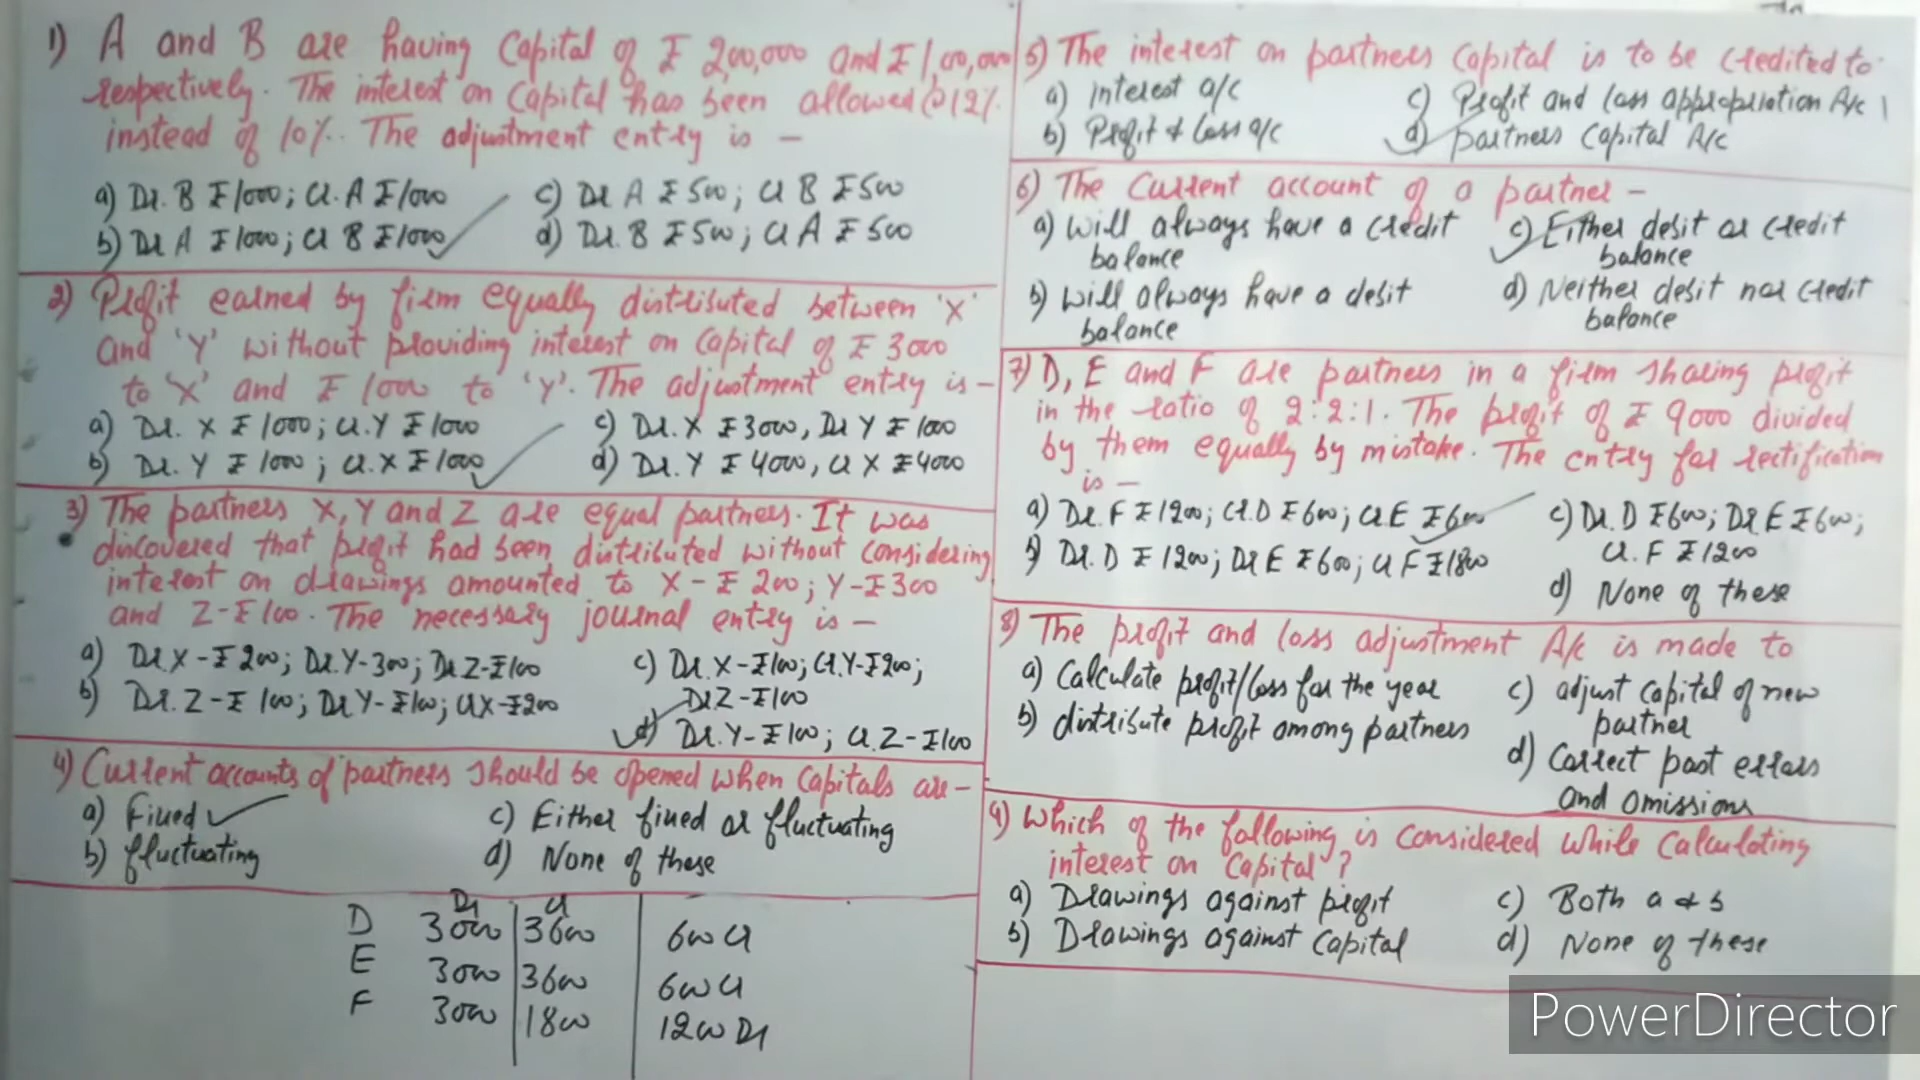 1) A and B are having Capital of ₹ 2,00,000 and ₹ 1,00,000
respectively. The interest on Capital has been allowed @ 12%
instead of 10%. The adjustment entry is -
a) Dr. B ₹ 1000; Cr. A ₹ 1000
b) Dr A ₹ 1000; Cr B ₹ 1000
c) Dr A ₹ 500; Cr B ₹ 500
d) Dr. B ₹ 500; Cr A ₹ 500
2) Profit earned by firm equally distributed between 'X'
and 'Y' without providing interest on Capital of ₹ 3000
to 'X' and ₹ 1000 to 'Y'. The adjustment entry is -
a) Dr. X ₹ 1000; Cr. Y ₹ 1000
b) Dr. Y ₹ 1000; Cr. X ₹ 1000
c) Dr. X ₹ 3000, Dr Y ₹ 1000
d) Dr. Y ₹ 4000, Cr X ₹ 4000
3) The partners X, Y and Z are equal partners. It was
discovered that profit had been distributed without considering
interest on drawings amounted to X - ₹ 200; Y - ₹ 300
and Z - ₹ 100. The necessary journal entry is -
a) Dr. X - ₹ 200; Dr. Y - 300; Dr Z - ₹ 100
b) Dr. Z - ₹ 100; Dr Y - ₹ 100; Cr X - ₹ 200
c) Dr. X - ₹ 100; Cr. Y - ₹ 200;
Dr Z - ₹ 100
d) Dr. Y - ₹ 100; Cr. Z - ₹ 100
4) Current accounts of partners should be opened when Capitals are -
a) Fixed
b) fluctuating
c) Either fixed or fluctuating
d) None of these
Dr Cr
D 3000 3600 600 Cr
E 3000 3600 600 Cr
F 3000 1800 1200 Dr
5) The interest on partners Capital is to be credited to
a) Interest a/c
b) Profit & Loss a/c
c) Profit and loss appropriation A/c
d) partners Capital A/c
6) The Current account of a partner -
a) Will always have a credit
balance
b) Will always have a debit
balance
c) Either debit or credit
balance
d) Neither debit nor credit
balance
7) D, E and F are partners in a firm sharing profit
in the ratio of 2:2:1. The profit of ₹ 9000 divided
by them equally by mistake. The entry for rectification
is -
a) Dr. F ₹ 1200; Cr. D ₹ 600; Cr. E ₹ 600
b) Dr. D ₹ 1200; Dr E ₹ 600; Cr F ₹ 1800
c) Dr. D ₹ 600; Dr E ₹ 600;
Cr. F ₹ 1200
d) None of these
8) The profit and loss adjustment A/c is made to
a) Calculate profit/loss for the year
b) distribute profit among partners
c) adjust capital of new
partner
d) Correct past errors
and omissions
9) Which of the following is considered while calculating
interest on Capital?
a) Drawings against profit
b) Drawings against Capital
c) Both a & b
d) None of these
PowerDirector